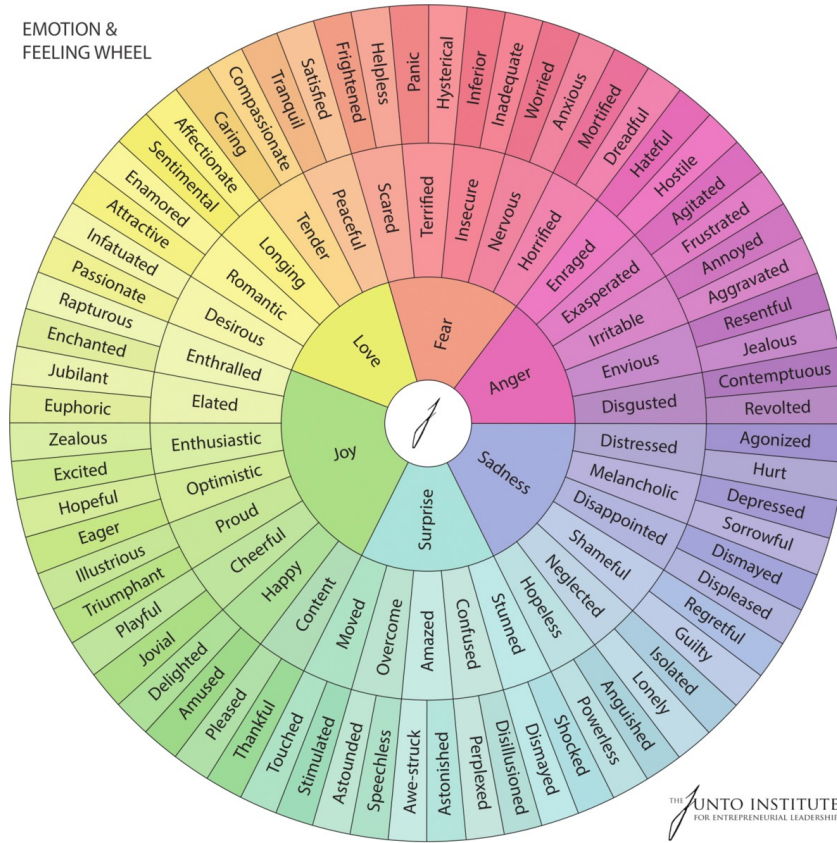 EMOTION &
FEELING WHEEL
Love
Fear
Anger
Sadness
Surprise
Joy
Scared
Terrified
Insecure
Nervous
Horrified
Enraged
Exasperated
Irritable
Envious
Disgusted
Distressed
Melancholic
Disappointed
Shameful
Neglected
Hopeless
Stunned
Confused
Amazed
Overcome
Moved
Content
Happy
Cheerful
Proud
Optimistic
Enthusiastic
Elated
Enthralled
Desirous
Romantic
Longing
Tender
Peaceful
Frightened
Helpless
Panic
Hysterical
Inferior
Inadequate
Worried
Anxious
Mortified
Dreadful
Hateful
Hostile
Agitated
Frustrated
Annoyed
Aggravated
Resentful
Jealous
Contemptuous
Revolted
Agonized
Hurt
Depressed
Sorrowful
Dismayed
Displeased
Regretful
Guilty
Isolated
Lonely
Anguished
Powerless
Shocked
Dismayed
Disillusioned
Perplexed
Astonished
Awe-struck
Speechless
Astounded
Stimulated
Touched
Thankful
Pleased
Amused
Delighted
Jovial
Playful
Triumphant
Illustrious
Eager
Hopeful
Excited
Zealous
Euphoric
Jubilant
Enchanted
Rapturous
Passionate
Infatuated
Attractive
Enamored
Sentimental
Affectionate
Caring
Compassionate
Tranquil
Satisfied
THE JUNTO INSTITUTE
FOR ENTREPRENEURIAL LEADERSHIP